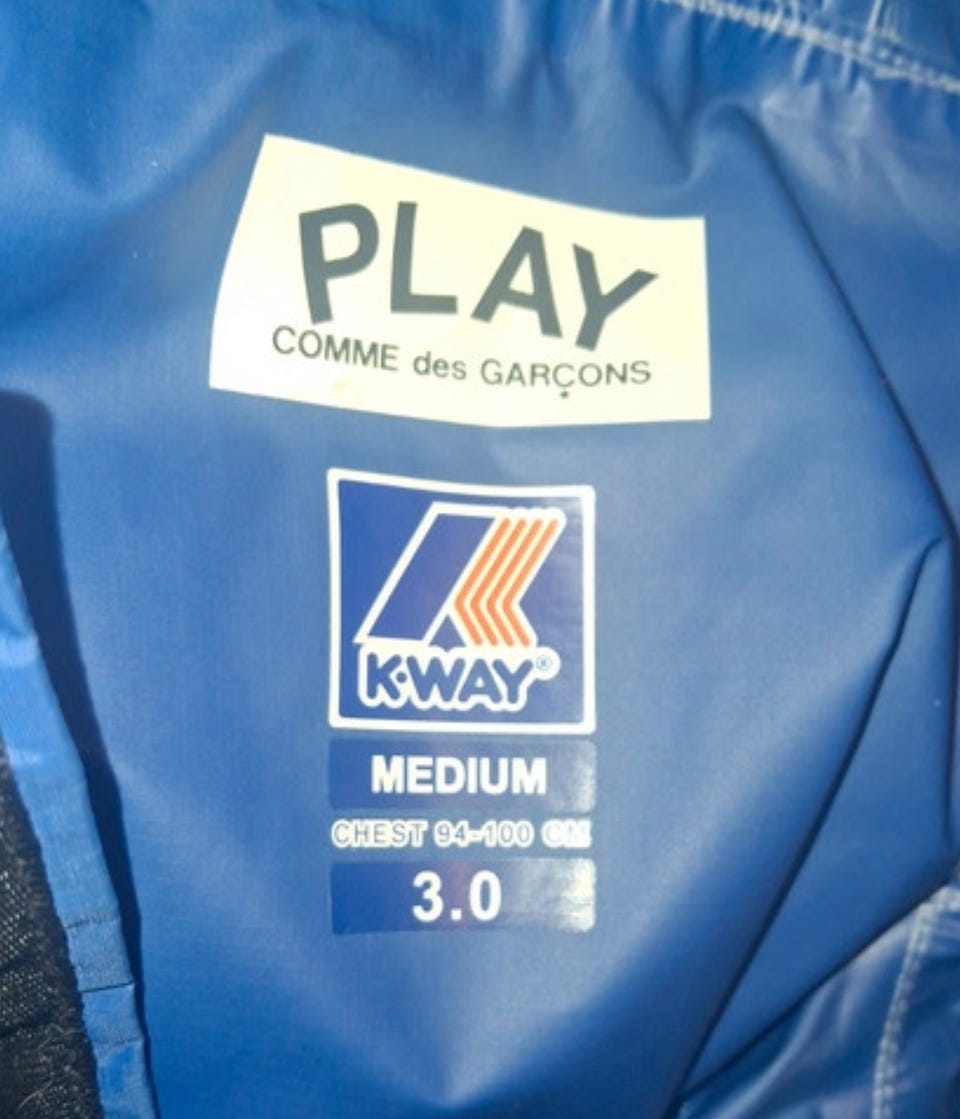 PLAY
COMME des GARÇONS
K·WAY®
MEDIUM
CHEST 94-100 CM
3.0